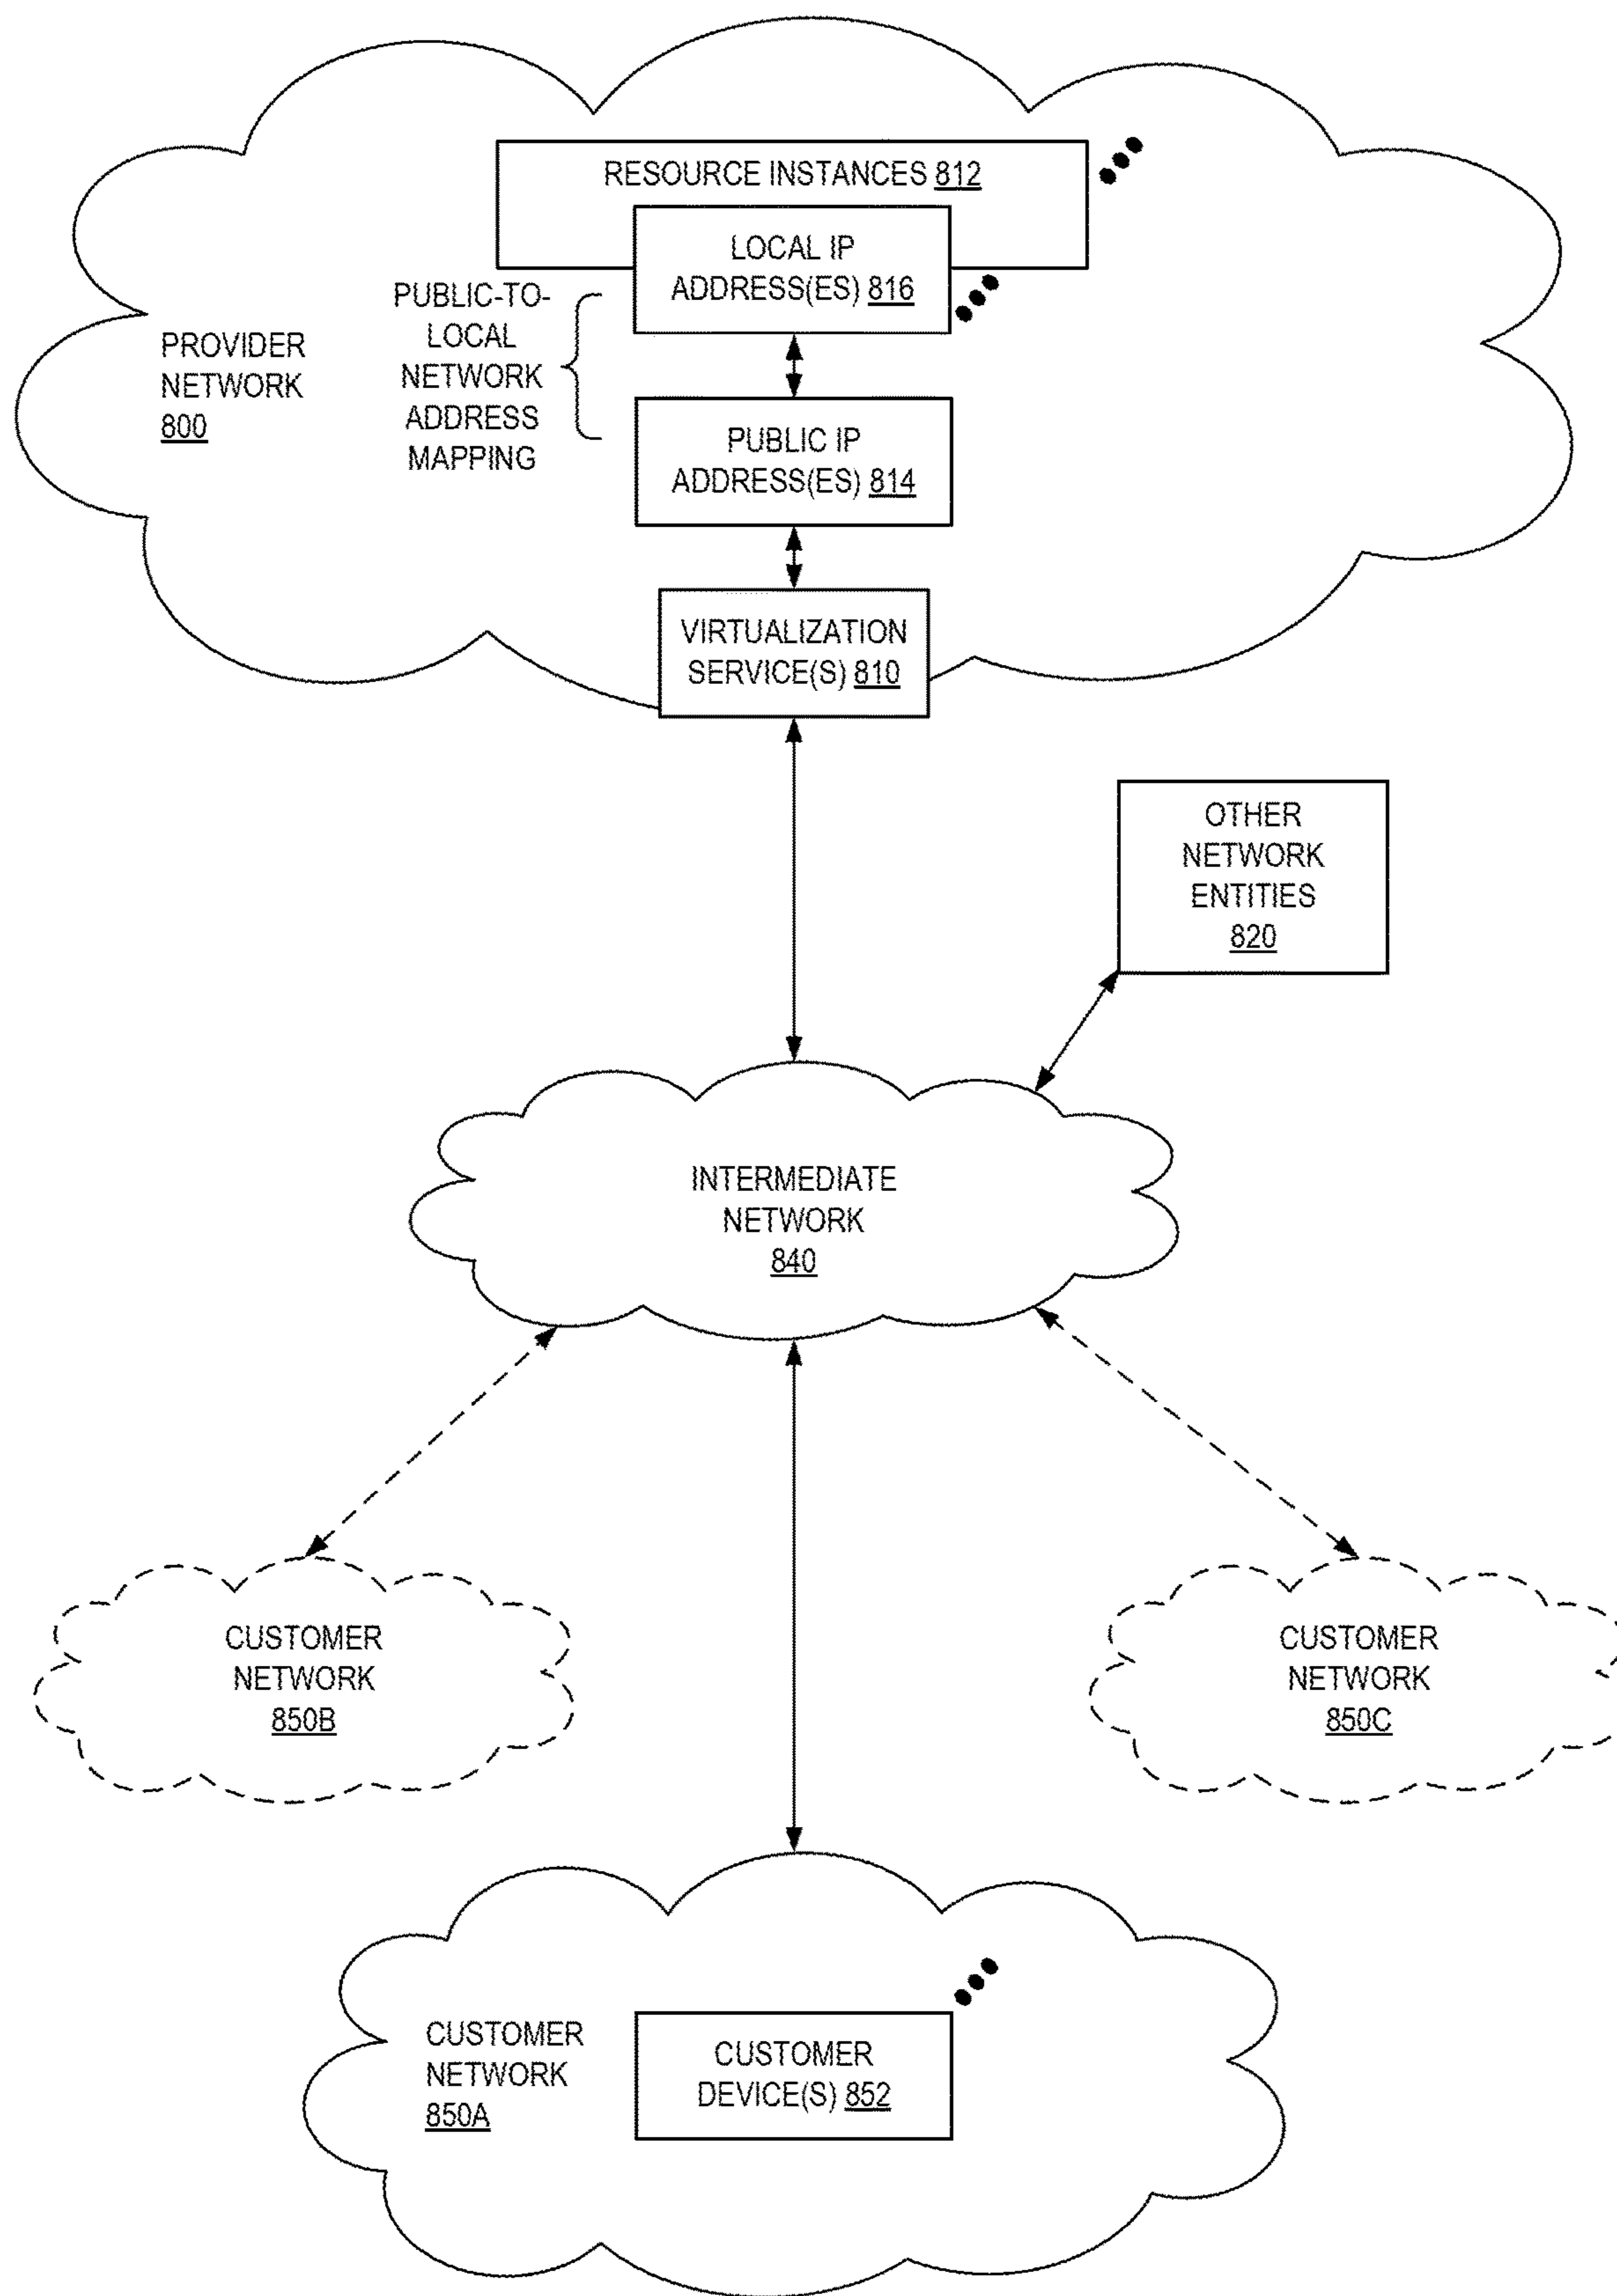 RESOURCE INSTANCES 812
LOCAL IP
ADDRESS(ES) 816
PUBLIC-TO-
LOCAL
NETWORK
ADDRESS
MAPPING
PROVIDER
NETWORK
800
PUBLIC IP
ADDRESS(ES) 814
VIRTUALIZATION
SERVICE(S) 810
OTHER
NETWORK
ENTITIES
820
INTERMEDIATE
NETWORK
840
CUSTOMER
NETWORK
850B
CUSTOMER
NETWORK
850C
CUSTOMER
NETWORK
850A
CUSTOMER
DEVICE(S) 852